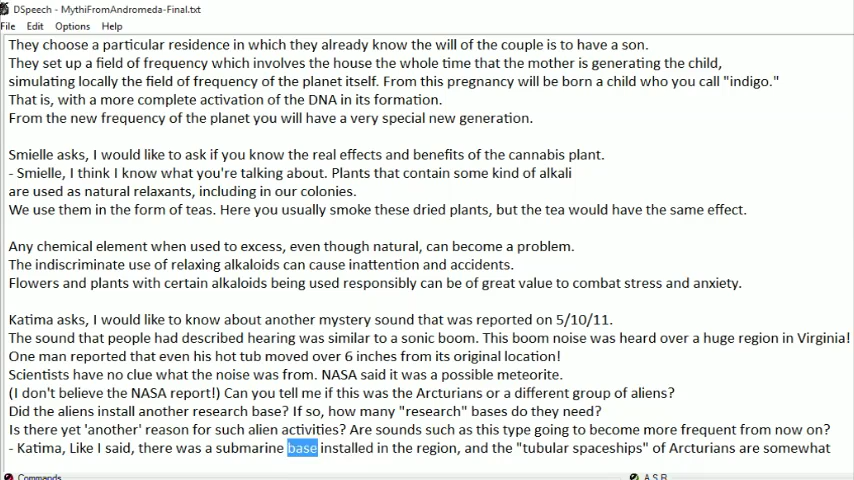 DSpeech - MythiFromAndromeda-Final.txt
File Edit Options Help
They choose a particular residence in which they already know the will of the couple is to have a son.
They set up a field of frequency which involves the house the whole time that the mother is generating the child,
simulating locally the field of frequency of the planet itself. From this pregnancy will be born a child who you call "indigo."
That is, with a more complete activation of the DNA in its formation.
From the new frequency of the planet you will have a very special new generation.
Smielle asks, I would like to ask if you know the real effects and benefits of the cannabis plant.
- Smielle, I think I know what you're talking about. Plants that contain some kind of alkali
are used as natural relaxants, including in our colonies.
We use them in the form of teas. Here you usually smoke these dried plants, but the tea would have the same effect.
Any chemical element when used to excess, even though natural, can become a problem.
The indiscriminate use of relaxing alkaloids can cause inattention and accidents.
Flowers and plants with certain alkaloids being used responsibly can be of great value to combat stress and anxiety.
Katima asks, I would like to know about another mystery sound that was reported on 5/10/11.
The sound that people had described hearing was similar to a sonic boom. This boom noise was heard over a huge region in Virginia!
One man reported that even his hot tub moved over 6 inches from its original location!
Scientists have no clue what the noise was from. NASA said it was a possible meteorite.
(I don't believe the NASA report!) Can you tell me if this was the Arcturians or a different group of aliens?
Did the aliens install another research base? If so, how many "research" bases do they need?
Is there yet 'another' reason for such alien activities? Are sounds such as this type going to become more frequent from now on?
- Katima, Like I said, there was a submarine base installed in the region, and the "tubular spaceships" of Arcturians are somewhat
Commands A.S.R.